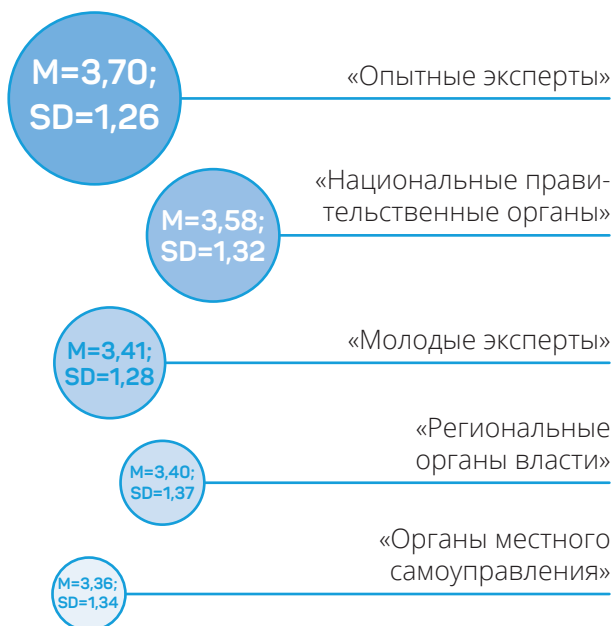 M=3,70;
SD=1,26
«Опытные эксперты»
M=3,58;
SD=1,32
«Национальные прави-
тельственные органы»
M=3,41;
SD=1,28
«Молодые эксперты»
M=3,40;
SD=1,37
«Региональные
органы власти»
M=3,36;
SD=1,34
«Органы местного
самоуправления»